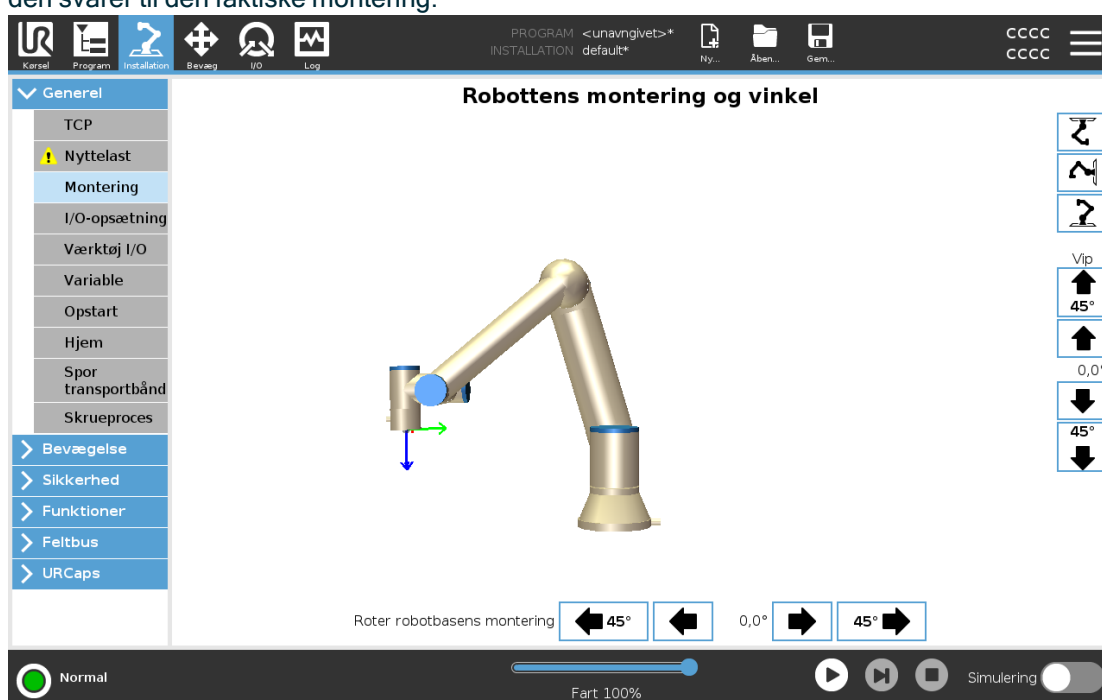 den svarer til den faktiske montering.
PROGRAM <unavngivet>*
INSTALLATION default*
UR
Kørsel
Program
Installation
Bevæg
I/O
Log
Ny...
Åben...
Gem...
cccc
cccc
Generel
TCP
Nyttelast
Montering
I/O-opsætning
Værktøj I/O
Variable
Opstart
Hjem
Spor
transportbånd
Skrueproces
Bevægelse
Sikkerhed
Funktioner
Feltbus
URCaps
Robottens montering og vinkel
Vip
45°
0,0°
45°
Roter robotbasens montering
45°
0,0°
45°
Normal
Fart 100%
Simulering